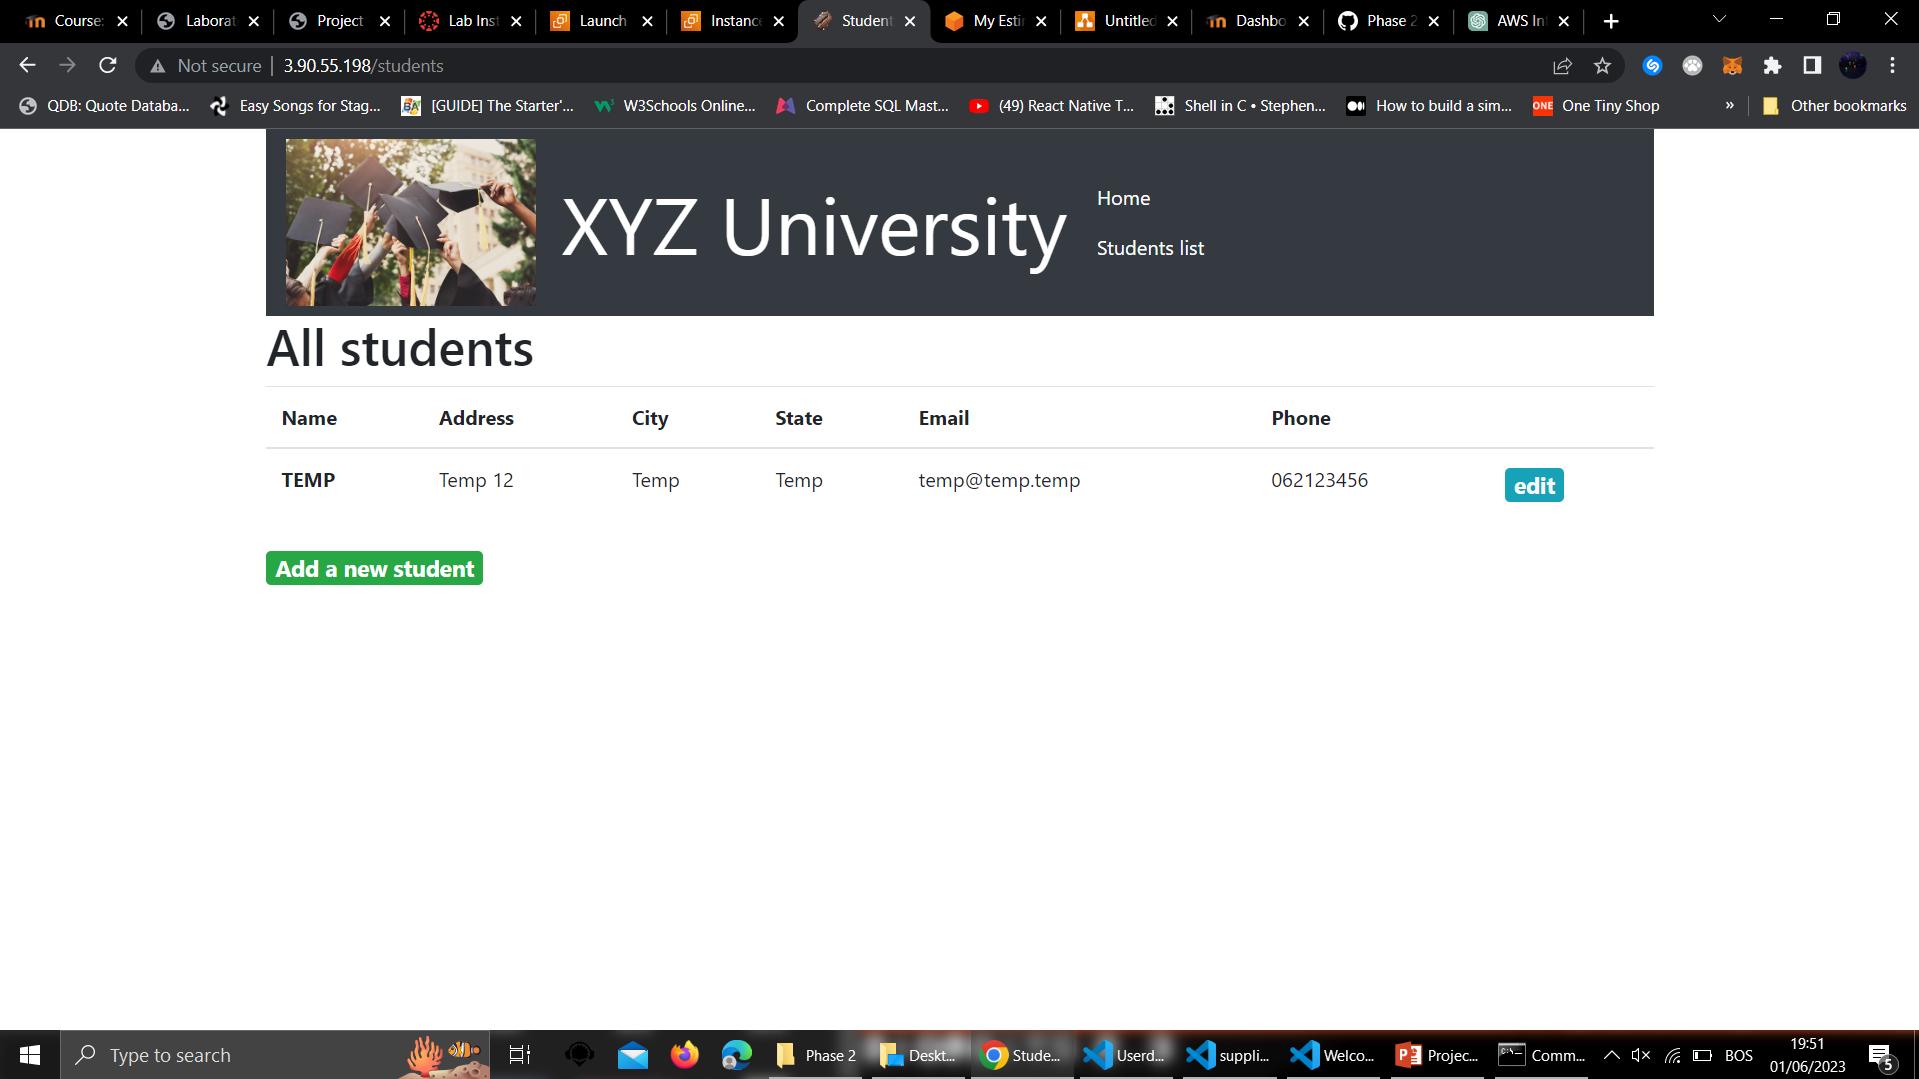 Course:
Laborat
Project
Lab Inst
Launch
Instance
Student
My Esti
Untitled
Dashbo
Phase 2
AWS Inf
Not secure
3.90.55.198/students
QDB: Quote Databa...
Easy Songs for Stag...
[GUIDE] The Starter'...
W3Schools Online...
Complete SQL Mast...
(49) React Native T...
Shell in C • Stephen...
How to build a sim...
ONE
One Tiny Shop
»
Other bookmarks
XYZ University
Home
Students list
All students
Name Address City State Email Phone
TEMP Temp 12 Temp Temp temp@temp.temp 062123456 edit
Add a new student
Type to search
Phase 2
Deskt...
Stude...
Userd...
suppli...
Welco...
Projec...
Comm...
BOS
19:51
01/06/2023
5